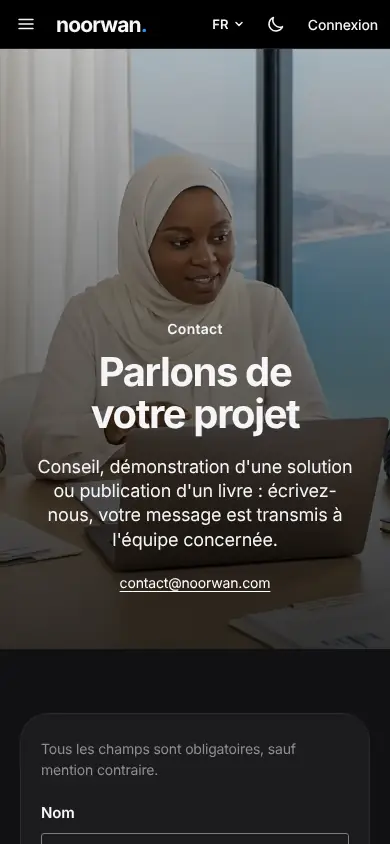 noorwan.
FR
Connexion
Contact
Parlons de
votre projet
Conseil, démonstration d'une solution
ou publication d'un livre : écrivez-
nous, votre message est transmis à
l'équipe concernée.
contact@noorwan.com
Tous les champs sont obligatoires, sauf
mention contraire.
Nom